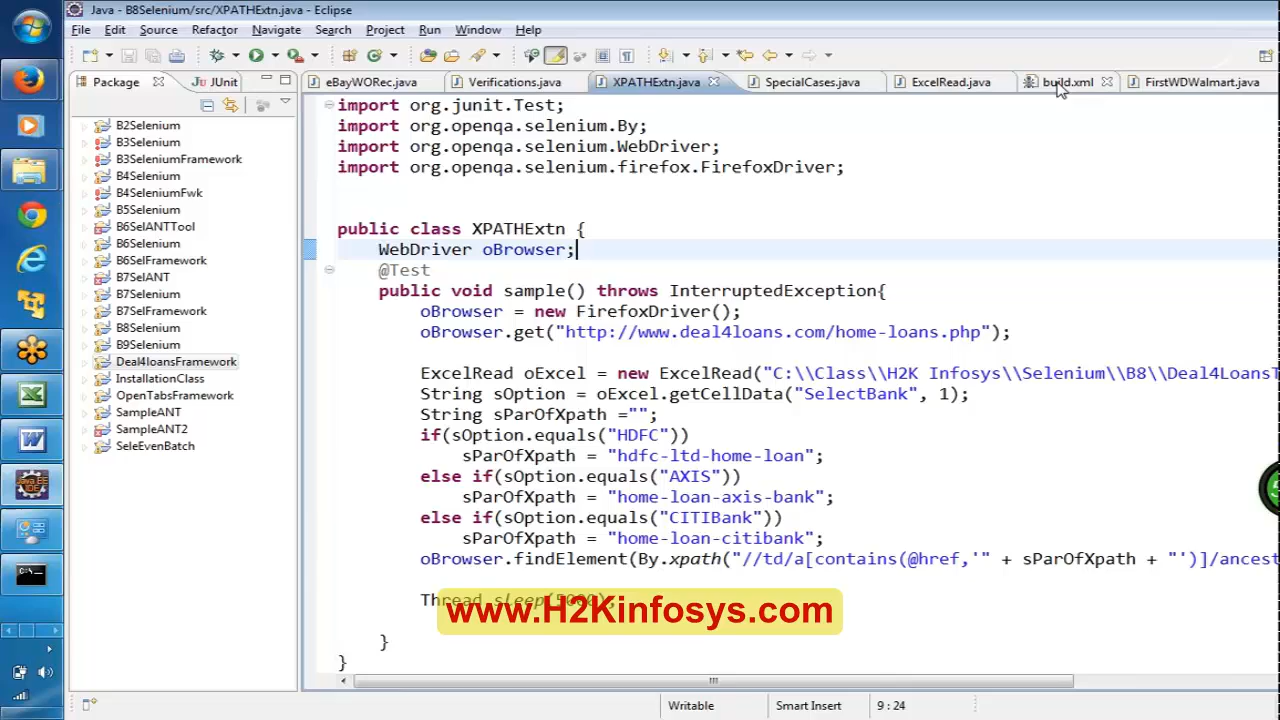 Java - B8Selenium/src/XPATHExtn.java - Eclipse
File Edit Source Refactor Navigate Search Project Run Window Help
Package JUnit eBayWORec.java Verifications.java XPATHExtn.java SpecialCases.java ExcelRead.java build.xml FirstWDWalmart.java
B2Selenium
B3Selenium
B3SeleniumFramework
B4Selenium
B4SeleniumFwk
B5Selenium
B6SelANTTool
B6Selenium
B6SelFramework
B7SelANT
B7Selenium
B7SelFramework
B8Selenium
B9Selenium
Deal4loansFramework
InstallationClass
OpenTabsFramework
SampleANT
SampleANT2
SeleEvenBatch
import org.junit.Test;
import org.openqa.selenium.By;
import org.openqa.selenium.WebDriver;
import org.openqa.selenium.firefox.FirefoxDriver;
public class XPATHExtn {
WebDriver oBrowser;
@Test
public void sample() throws InterruptedException{
oBrowser = new FirefoxDriver();
oBrowser.get("http://www.deal4loans.com/home-loans.php");
ExcelRead oExcel = new ExcelRead("C:\\Class\\H2K Infosys\\Selenium\\B8\\Deal4LoansT
String sOption = oExcel.getCellData("SelectBank", 1);
String sParOfXpath ="";
if(sOption.equals("HDFC"))
sParOfXpath = "hdfc-ltd-home-loan";
else if(sOption.equals("AXIS"))
sParOfXpath = "home-loan-axis-bank";
else if(sOption.equals("CITIBank"))
sParOfXpath = "home-loan-citibank";
oBrowser.findElement(By.xpath("//td/a[contains(@href,'" + sParOfXpath + "')]/ancest
Thread.sleep(5000);
www.H2Kinfosys.com
}
}
Writable Smart Insert 9 : 24